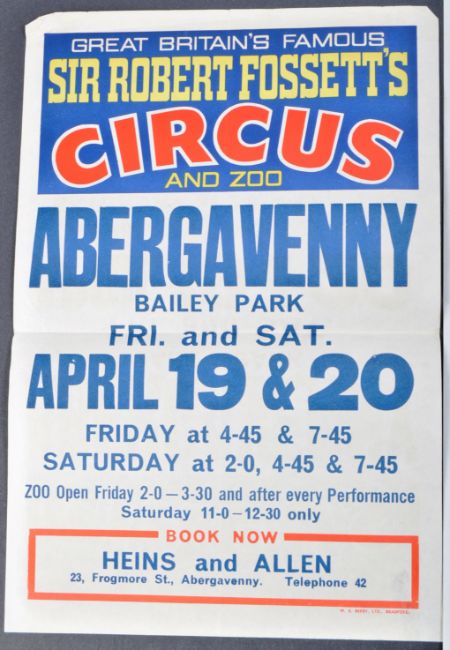 GREAT BRITAIN'S FAMOUS
SIR ROBERT FOSSETT'S
CIRCUS
AND ZOO
ABERGAVENNY
BAILEY PARK
FRI. and SAT.
APRIL 19 & 20
FRIDAY at 4-45 & 7-45
SATURDAY at 2-0, 4-45 & 7-45
ZOO Open Friday 2-0—3-30 and after every Performance
Saturday 11-0—12-30 only
BOOK NOW
HEINS and ALLEN
23, Frogmore St., Abergavenny. Telephone 42
LTD., BRADFORD.